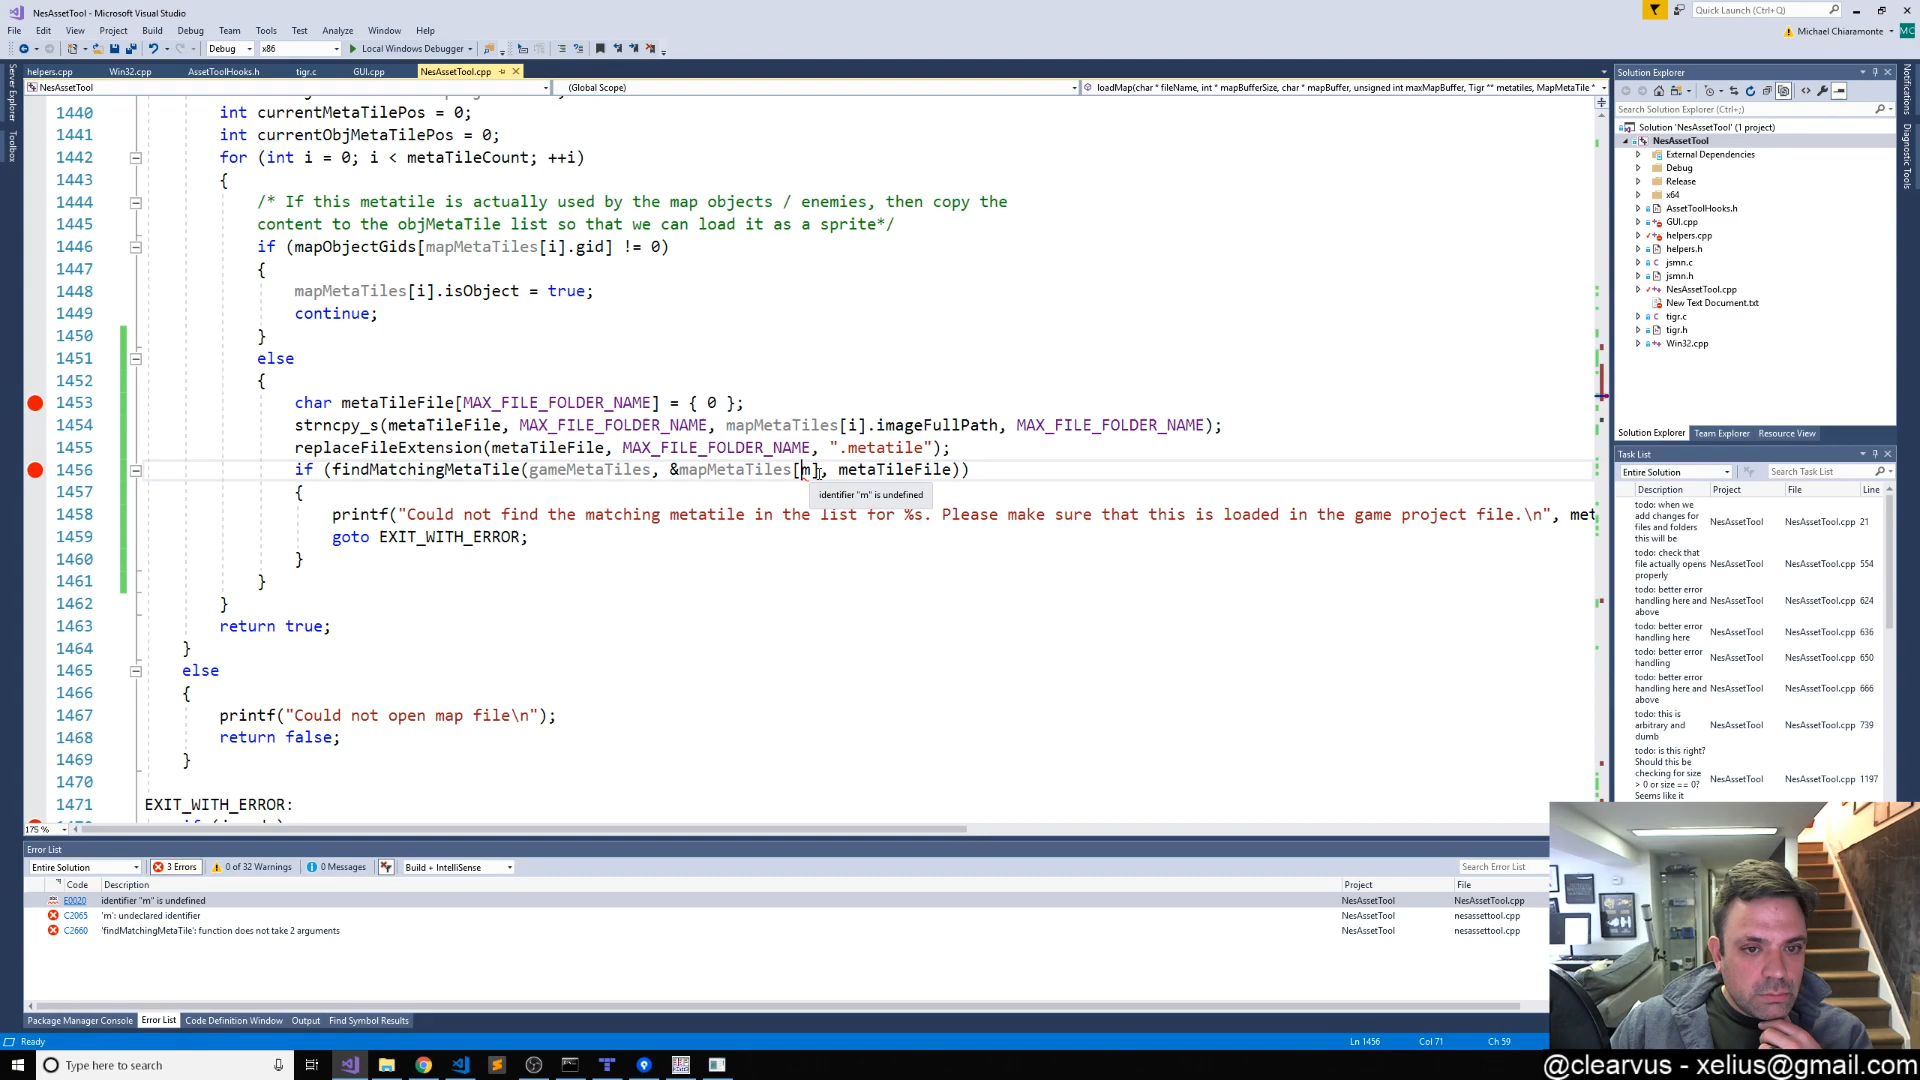 NesAssetTool - Microsoft Visual Studio
Quick Launch (Ctrl+Q)
File Edit View Project Build Debug Team Tools Test Analyze Window Help
Michael Chiaramonte MC
Debug x86 Local Windows Debugger
helpers.cpp Win32.cpp AssetToolHooks.h tigr.c GUI.cpp NesAssetTool.cpp
NesAssetTool (Global Scope) loadMap(char * fileName, int * mapBufferSize, char * mapBuffer, unsigned int maxMapBuffer, Tigr ** metatiles, MapMetaTile *
Server Explorer
Toolbox
Notifications
Diagnostic Tools
1440 int currentMetaTilePos = 0;
1441 int currentObjMetaTilePos = 0;
1442 for (int i = 0; i < metaTileCount; ++i)
1443 {
1444 /* If this metatile is actually used by the map objects / enemies, then copy the
1445 content to the objMetaTile list so that we can load it as a sprite*/
1446 if (mapObjectGids[mapMetaTiles[i].gid] != 0)
1447 {
1448 mapMetaTiles[i].isObject = true;
1449 continue;
1450 }
1451 else
1452 {
1453 char metaTileFile[MAX_FILE_FOLDER_NAME] = { 0 };
1454 strncpy_s(metaTileFile, MAX_FILE_FOLDER_NAME, mapMetaTiles[i].imageFullPath, MAX_FILE_FOLDER_NAME);
1455 replaceFileExtension(metaTileFile, MAX_FILE_FOLDER_NAME, ".metatile");
1456 if (findMatchingMetaTile(gameMetaTiles, &mapMetaTiles[m], metaTileFile))
1457 {
identifier "m" is undefined
1458 printf("Could not find the matching metatile in the list for %s. Please make sure that this is loaded in the game project file.\n", met
1459 goto EXIT_WITH_ERROR;
1460 }
1461 }
1462 }
1463 return true;
1464 }
1465 else
1466 {
1467 printf("Could not open map file\n");
1468 return false;
1469 }
1470
1471 EXIT_WITH_ERROR:
175 %
Solution Explorer
Search Solution Explorer (Ctrl+;)
Solution 'NesAssetTool' (1 project)
NesAssetTool
External Dependencies
Debug
Release
x64
AssetToolHooks.h
GUI.cpp
helpers.cpp
helpers.h
jsmn.c
jsmn.h
NesAssetTool.cpp
New Text Document.txt
tigr.c
tigr.h
Win32.cpp
Solution Explorer Team Explorer Resource View
Task List
Entire Solution Search Task List
Description Project File Line
todo: when we add changes for files and folders this will be NesAssetTool NesAssetTool.cpp 21
todo: check that file actually opens properly NesAssetTool NesAssetTool.cpp 554
todo: better error handling here and above NesAssetTool NesAssetTool.cpp 624
todo: better error handling here NesAssetTool NesAssetTool.cpp 636
todo: better error handling NesAssetTool NesAssetTool.cpp 650
todo: better error handling here and above NesAssetTool NesAssetTool.cpp 666
todo: this is arbitrary and dumb NesAssetTool NesAssetTool.cpp 739
todo: is this right? Should this be checking for size > 0 or size == 0? Seems like it NesAssetTool NesAssetTool.cpp 1197
Error List
Entire Solution 3 Errors 0 of 32 Warnings 0 Messages Build + IntelliSense Search Error List
Code Description Project File
E0020 identifier "m" is undefined NesAssetTool NesAssetTool.cpp
C2065 'm': undeclared identifier NesAssetTool nesassettool.cpp
C2660 'findMatchingMetaTile': function does not take 2 arguments NesAssetTool nesassettool.cpp
Package Manager Console Error List Code Definition Window Output Find Symbol Results
Ready Ln 1456 Col 71 Ch 59
Type here to search
@clearvus - xelius@gmail.com